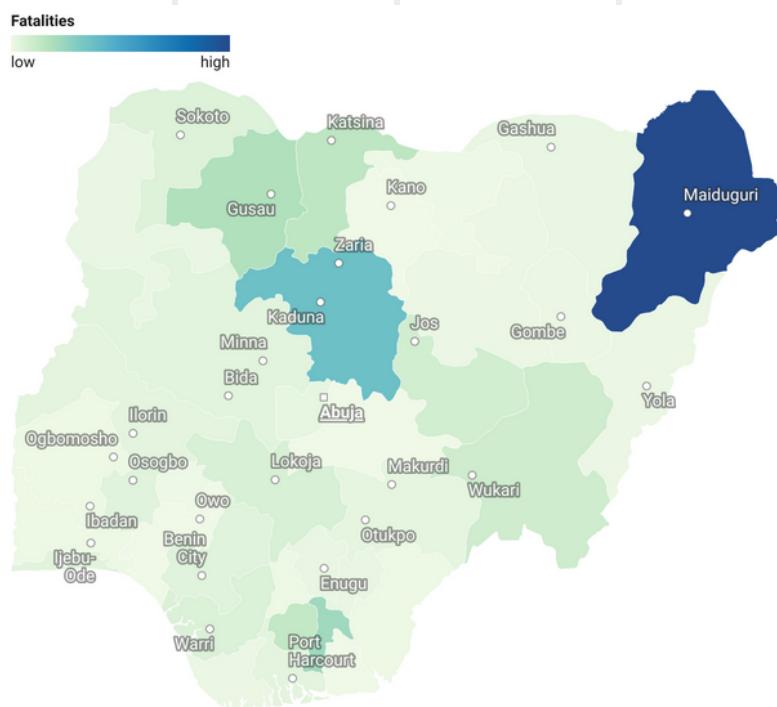 Fatalities
low high
Sokoto
Katsina
Gashua
Kano
Maiduguri
Gusau
Zaria
Kaduna
Jos
Gombe
Minna
Bida
Abuja
Yola
Ilorin
Ogbomosho
Osogbo
Lokoja
Makurdi
Wukari
Owo
Ibadan
Otukpo
Benin
City
Ijebu-
Ode
Enugu
Warri
Port
Harcourt